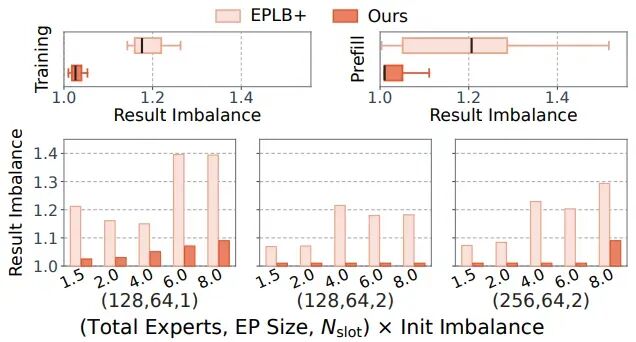 EPLB+ Ours
Training
1.0 1.2 1.4
Result Imbalance
Prefill
1.0 1.2 1.4
Result Imbalance
Result Imbalance
1.4
1.3
1.2
1.1
1.0
1.5 2.0 4.0 6.0 8.0
(128,64,1)
1.5 2.0 4.0 6.0 8.0
(128,64,2)
1.5 2.0 4.0 6.0 8.0
(256,64,2)
(Total Experts, EP Size, Nslot) × Init Imbalance